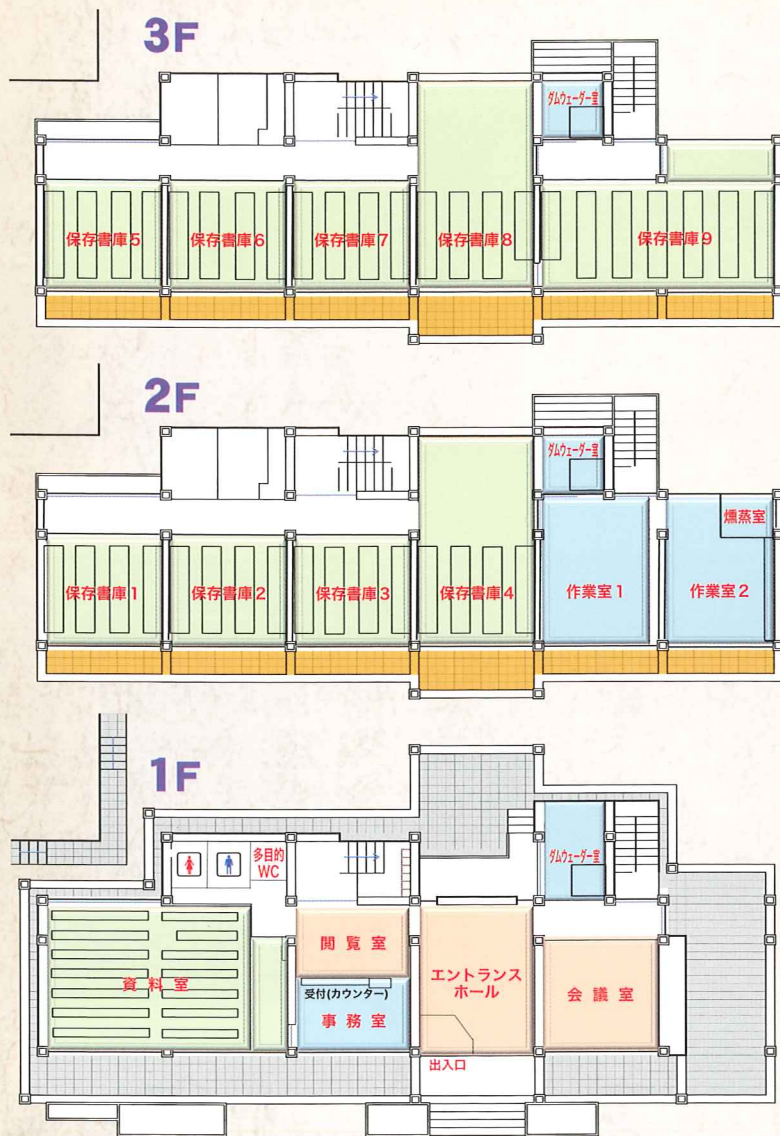 3F
ダムウェーダー室
保存書庫5
保存書庫6
保存書庫7
保存書庫8
保存書庫9
2F
ダムウェーダー室
燻蒸室
保存書庫1
保存書庫2
保存書庫3
保存書庫4
作業室1
作業室2
1F
多目的
WC
ダムウェーダー室
閲覧室
エントランス
ホール
資料室
受付(カウンター)
事務室
会議室
出入口